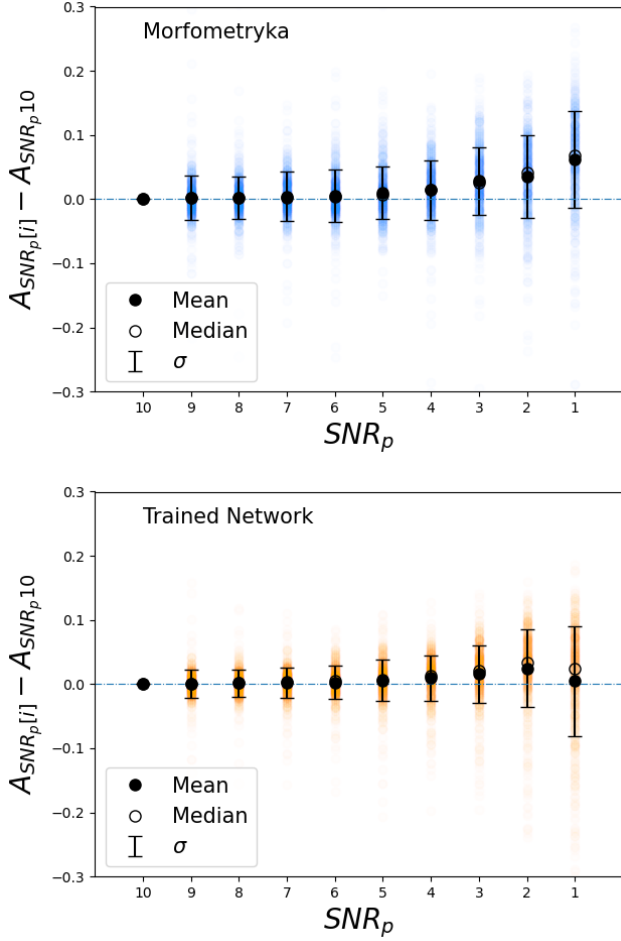 Morfometryka
0.3
0.2
0.1
0.0
−0.1
−0.2
−0.3
A_{SNR_p[i]} − A_{SNR_p10}
Mean
Median
σ
10 9 8 7 6 5 4 3 2 1
SNR_p
Trained Network
0.3
0.2
0.1
0.0
−0.1
−0.2
−0.3
A_{SNR_p[i]} − A_{SNR_p10}
Mean
Median
σ
10 9 8 7 6 5 4 3 2 1
SNR_p